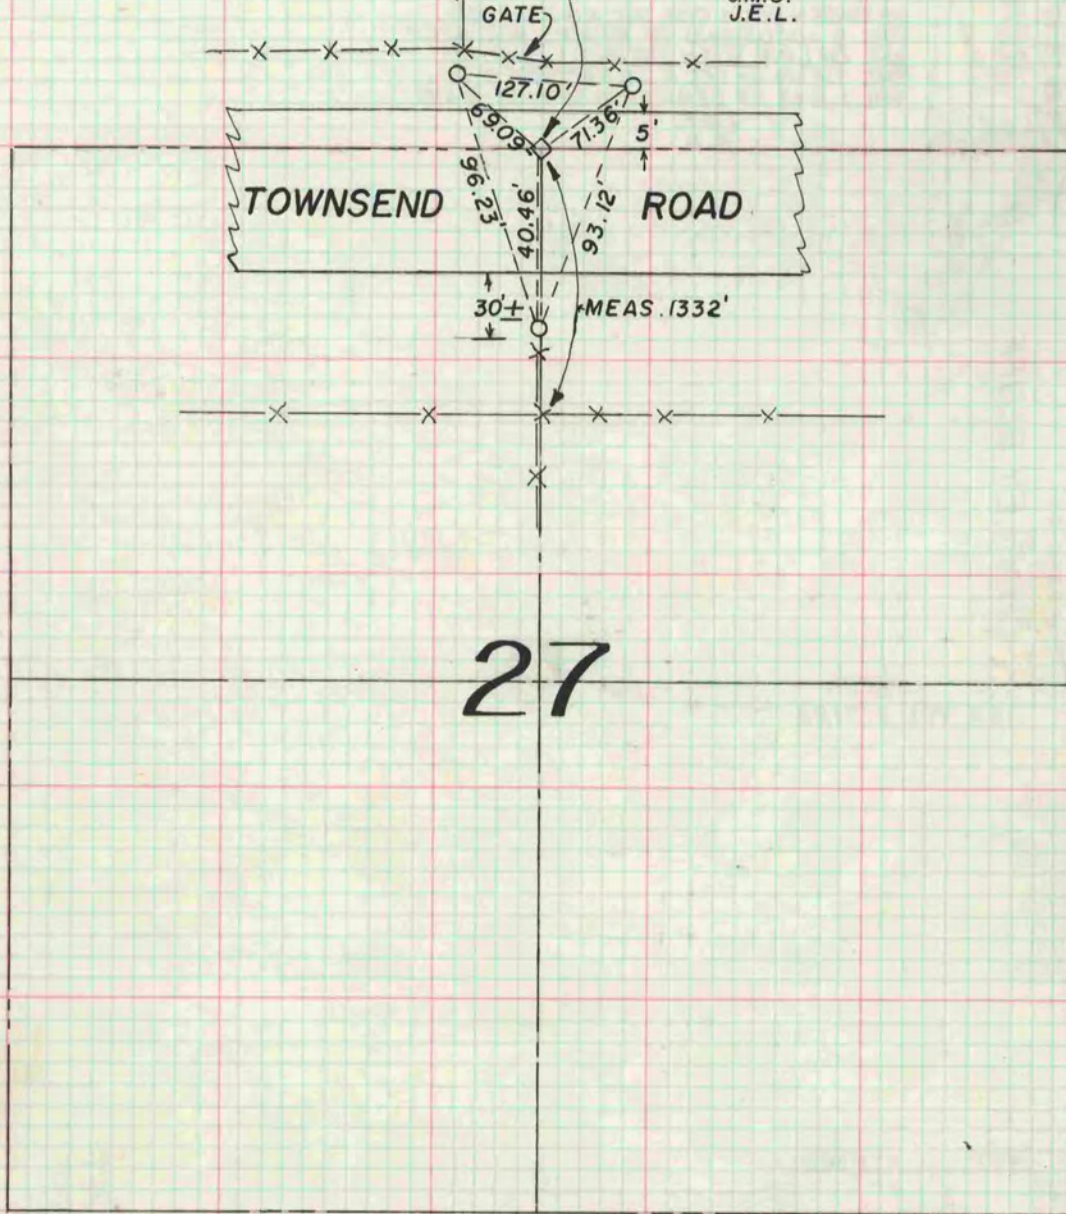 J.E.L.
GATE
127.10'
69.09'
71.36'
5'
96.23'
40.46'
93.12'
TOWNSEND ROAD
30'±
MEAS. 1332'
27